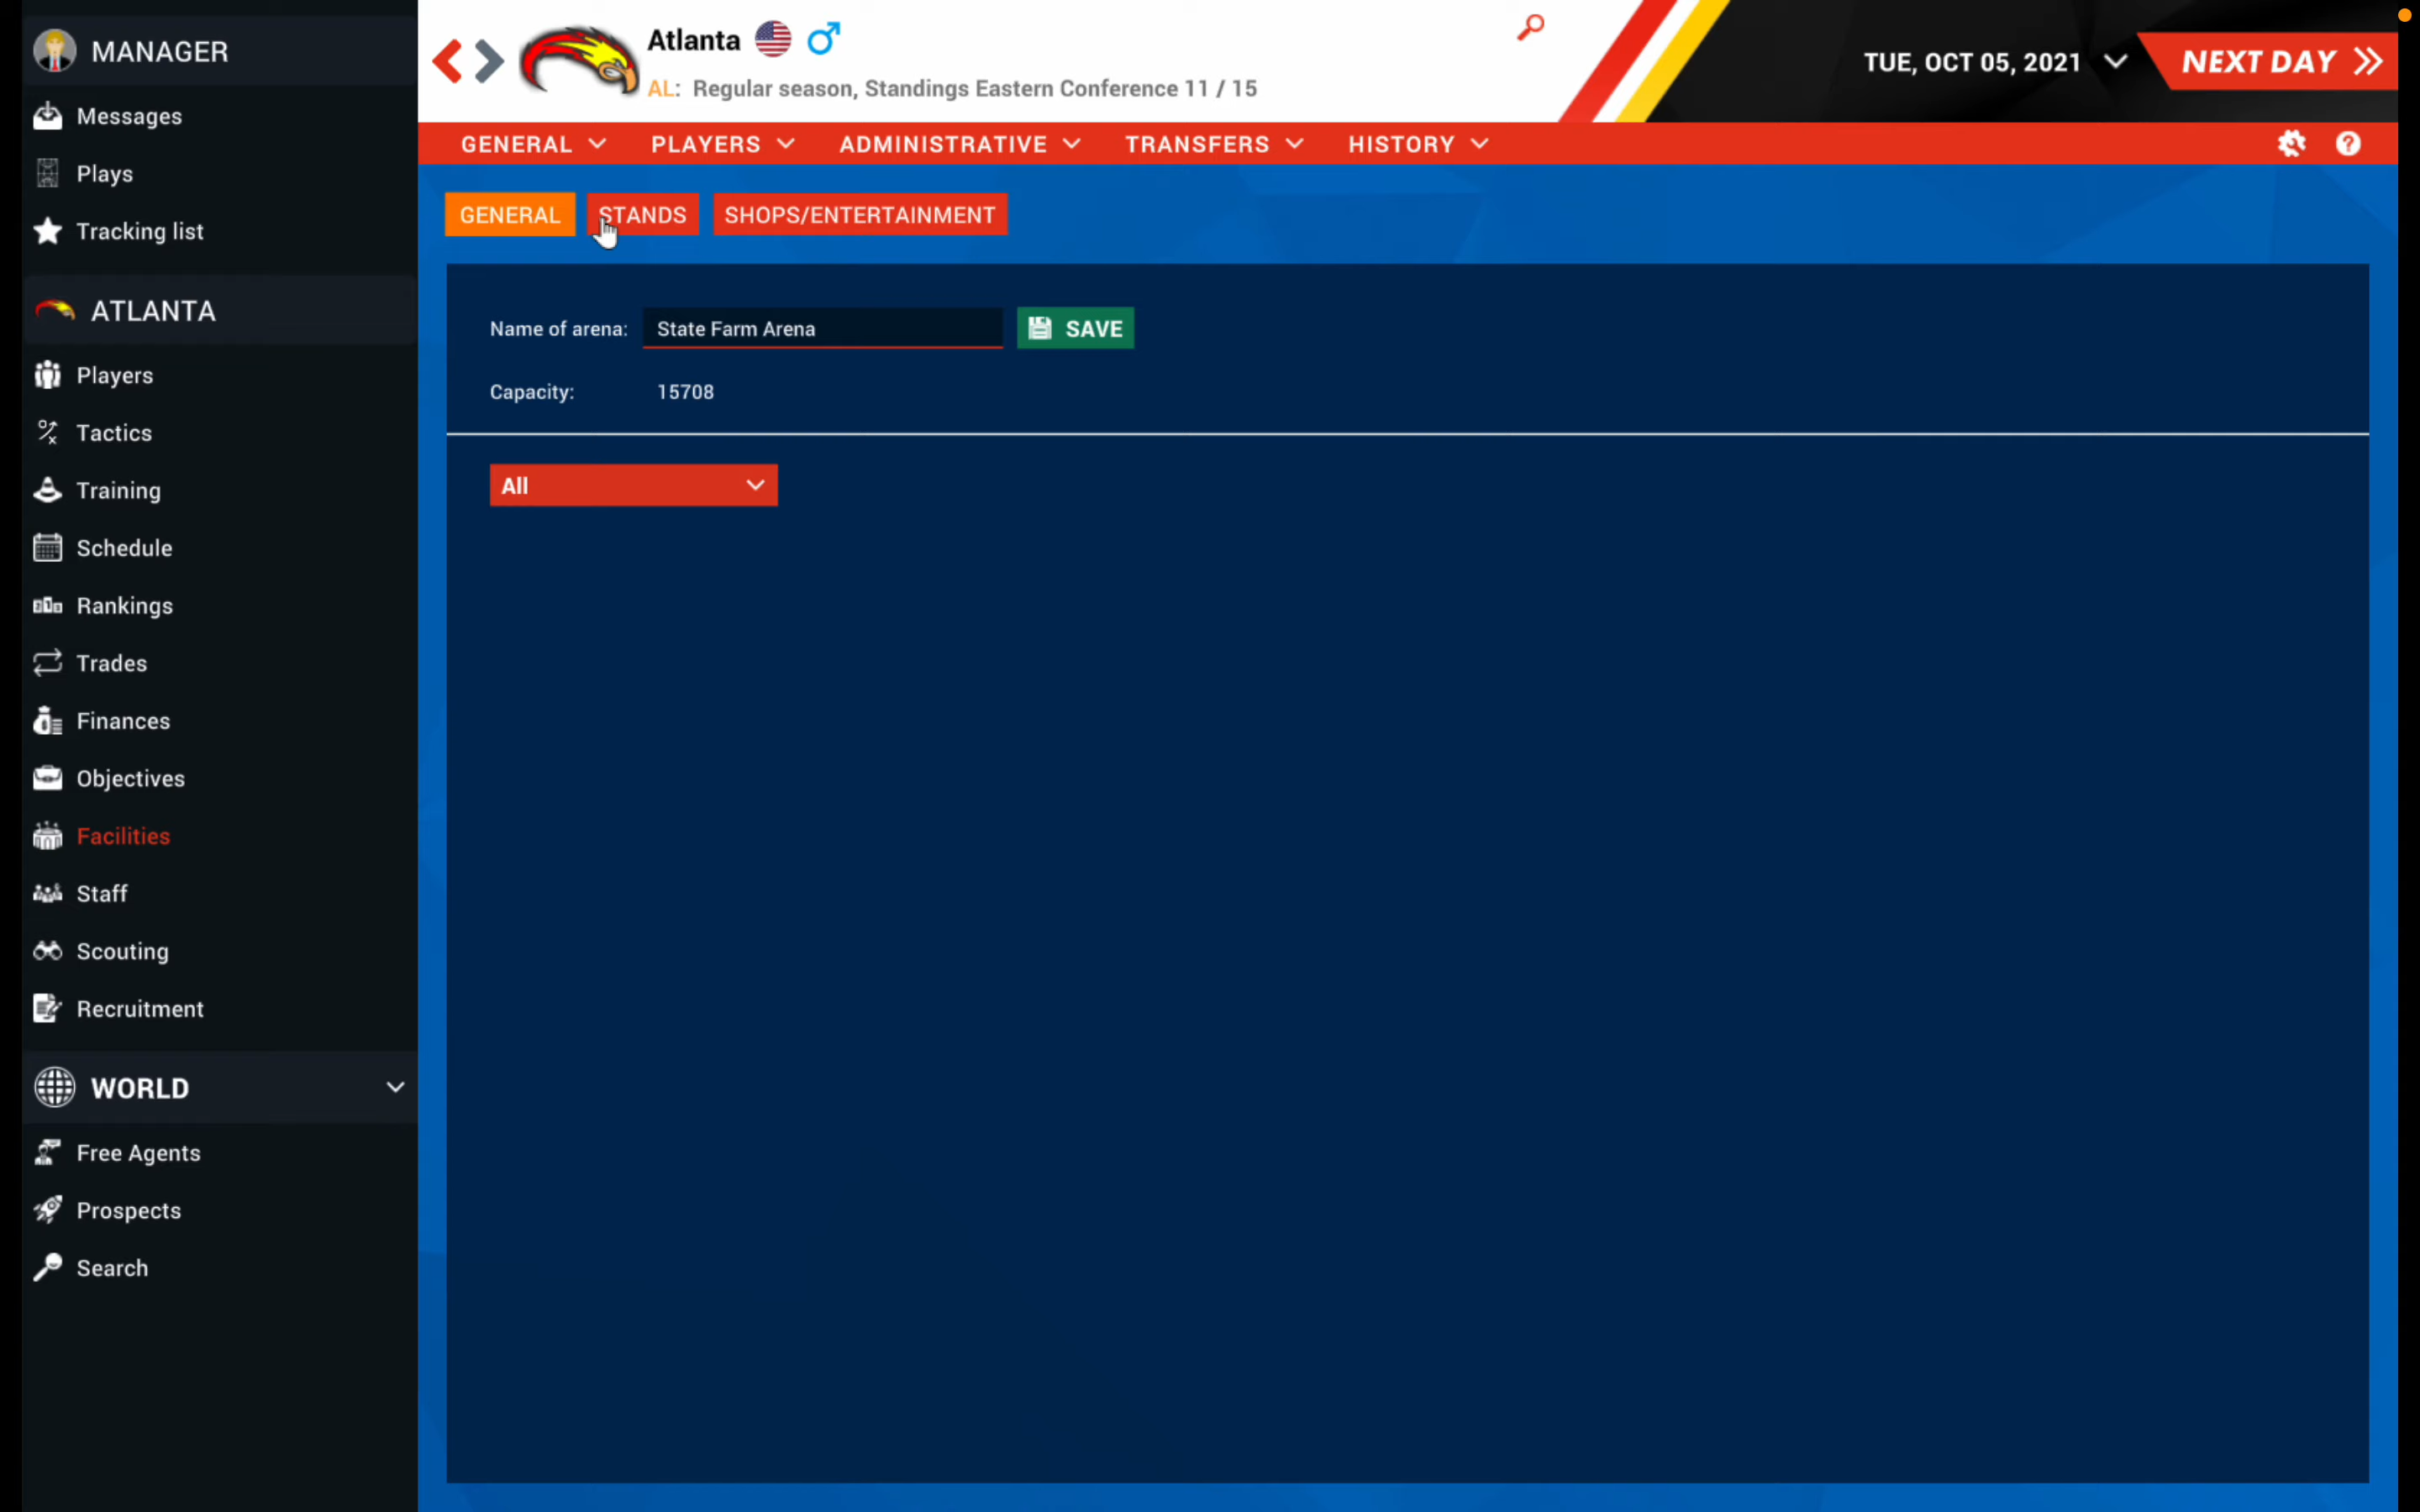 MANAGER
Messages
Plays
Tracking list
ATLANTA
Players
Tactics
Training
Schedule
Rankings
Trades
Finances
Objectives
Facilities
Staff
Scouting
Recruitment
WORLD
Free Agents
Prospects
Search
Atlanta
AL: Regular season, Standings Eastern Conference 11 / 15
TUE, OCT 05, 2021
NEXT DAY
GENERAL PLAYERS ADMINISTRATIVE TRANSFERS HISTORY
GENERAL STANDS SHOPS/ENTERTAINMENT
Name of arena: State Farm Arena SAVE
Capacity: 15708
All